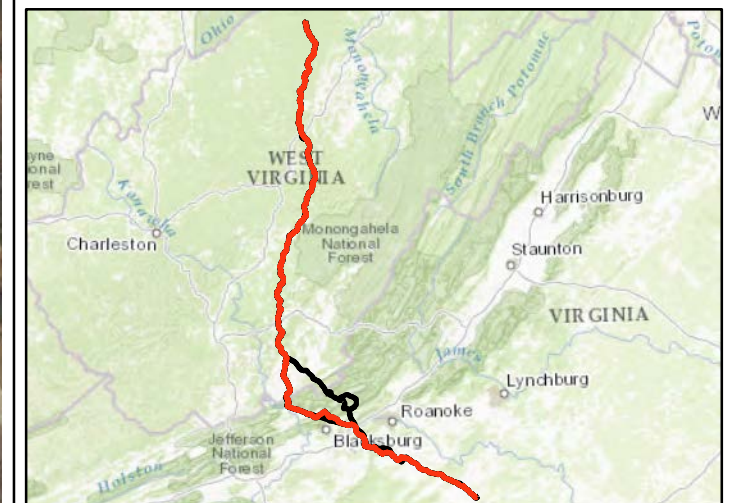 Ohio
Monongahela
South Branch Potomac
W
WEST
VIRGINIA
Harrisonburg
Kanawha
Charleston
Monongahela
National
Forest
Staunton
VIRGINIA
James
Lynchburg
Roanoke
Blacksburg
Jefferson
National
Forest
Holston